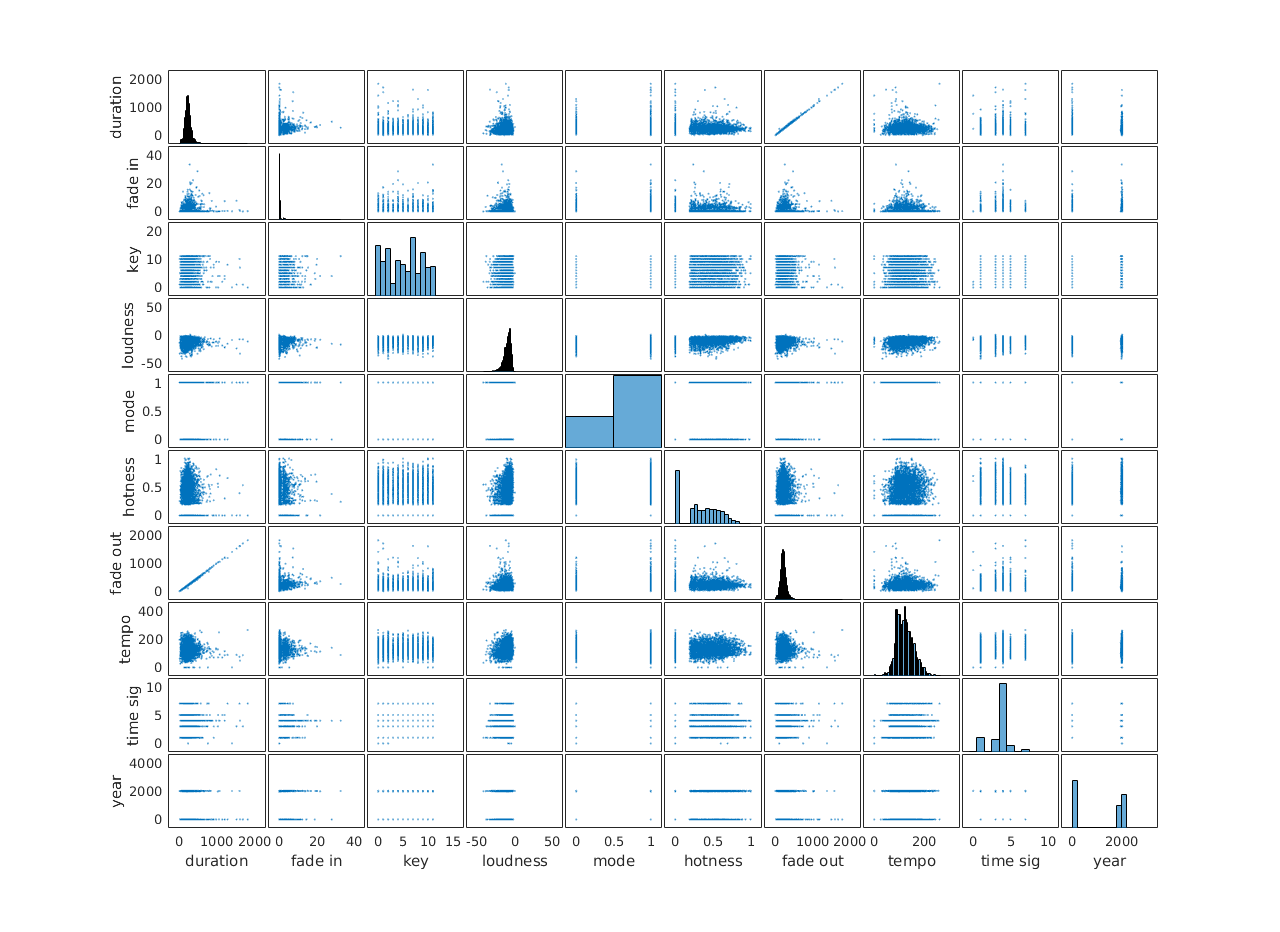 duration
2000
1000
0
fade in
40
20
0
key
20
10
0
loudness
50
0
-50
mode
1
0.5
0
hotness
1
0.5
0
fade out
2000
1000
0
tempo
400
200
0
time sig
10
5
0
year
4000
2000
0
0 1000 2000 0 20 40 0 5 10 15 -50 0 50 0 0.5 1 0 0.5 1 0 1000 2000 0 200 0 5 10 0 2000
duration fade in key loudness mode hotness fade out tempo time sig year